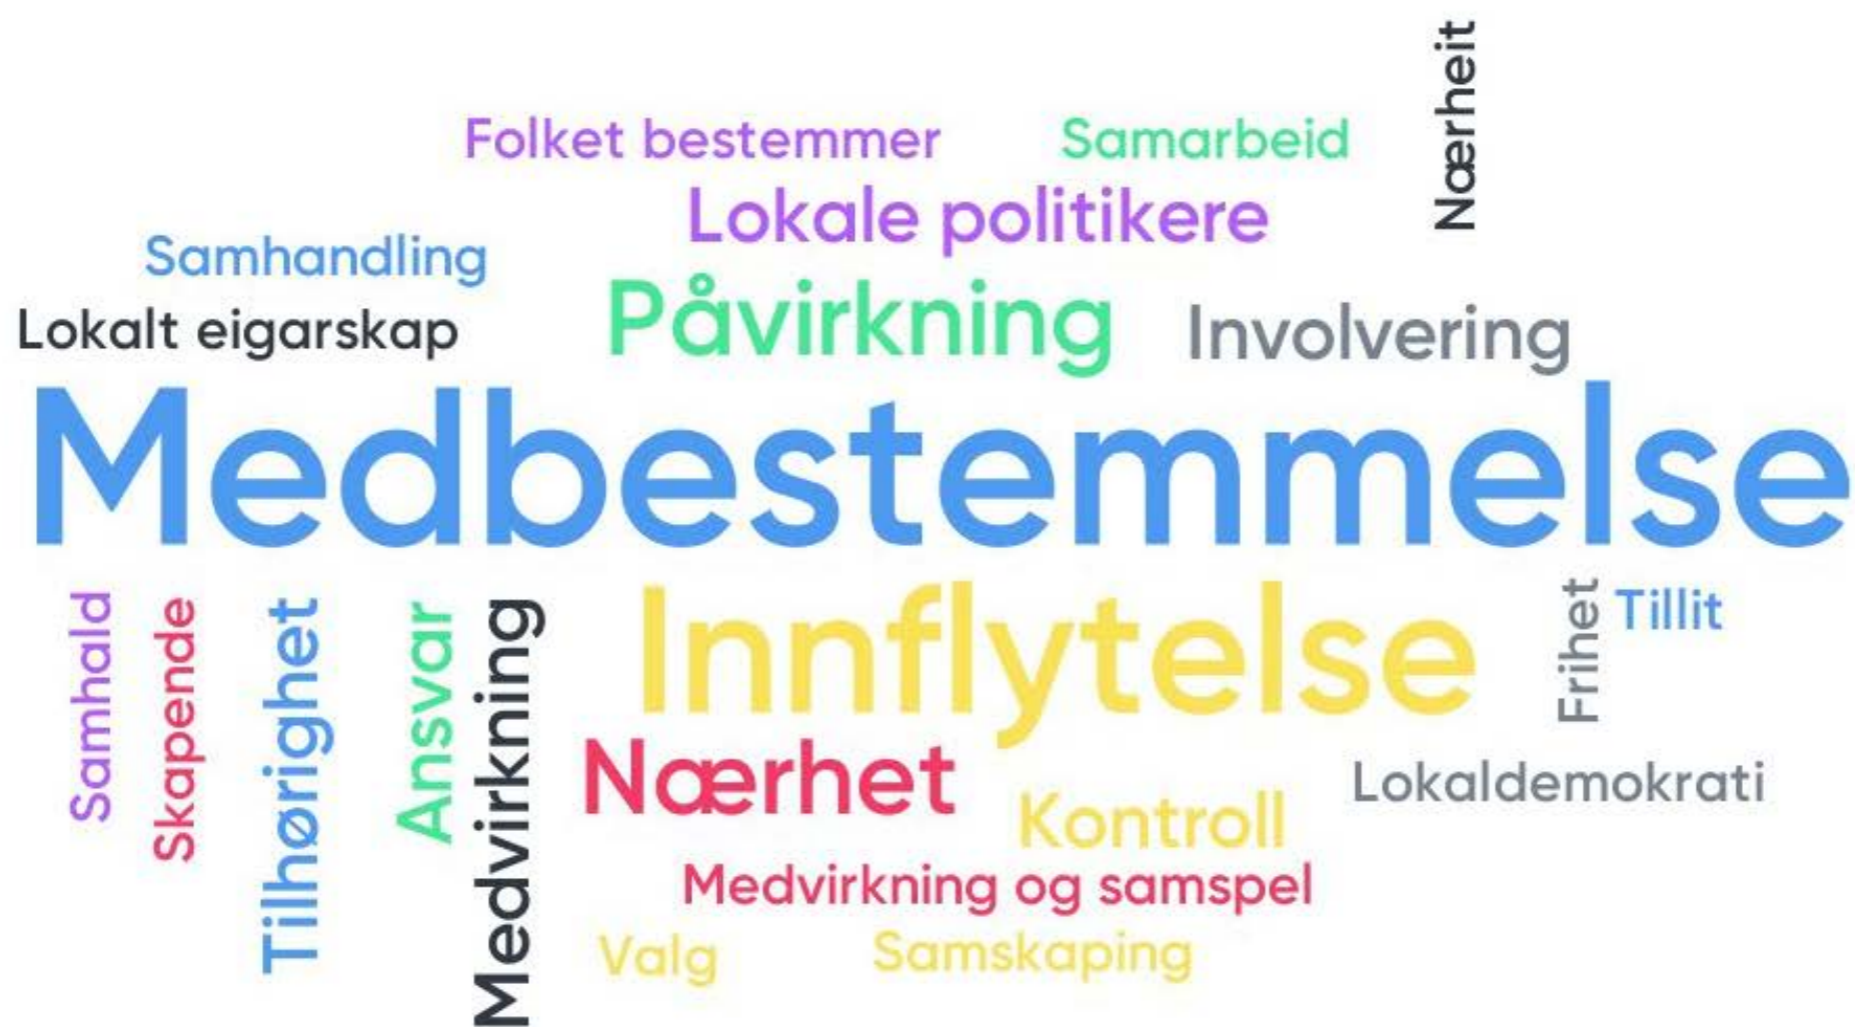 Nærheit
Folket bestemmer
Samarbeid
Lokale politikere
Samhandling
Påvirkning
Involvering
Lokalt eigarskap
Medbestemmelse
Samhald
Skapende
Tilhørighet
Ansvar
Medvirkning
Innflytelse
Frihet
Tillit
Nærhet
Kontroll
Lokaldemokrati
Medvirkning og samspel
Valg
Samskaping